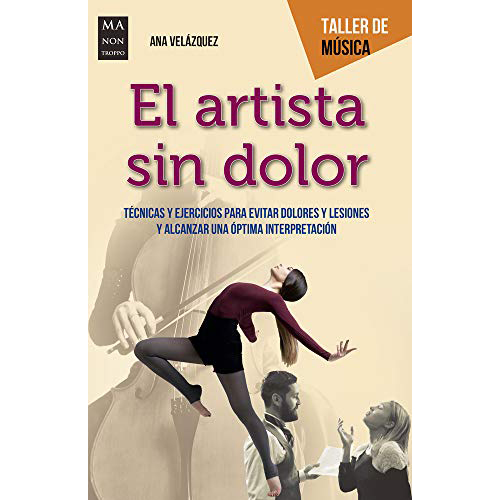 MA
NON
TROPPO
ANA VELÁZQUEZ
TALLER DE
MÚSICA
El artista
sin dolor
TÉCNICAS Y EJERCICIOS PARA EVITAR DOLORES Y LESIONES
Y ALCANZAR UNA ÓPTIMA INTERPRETACIÓN